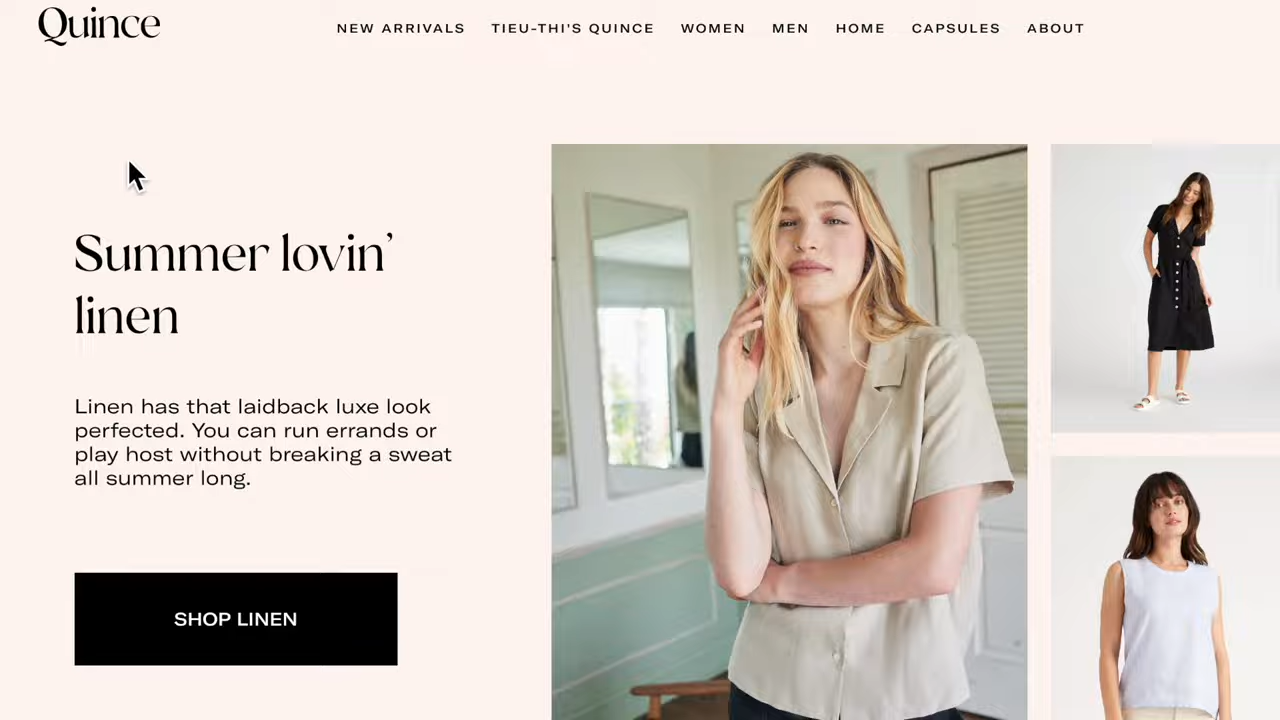 Quince
NEW ARRIVALS TIEU-THI'S QUINCE WOMEN MEN HOME CAPSULES ABOUT
Summer lovin’
linen
Linen has that laidback luxe look
perfected. You can run errands or
play host without breaking a sweat
all summer long.
SHOP LINEN